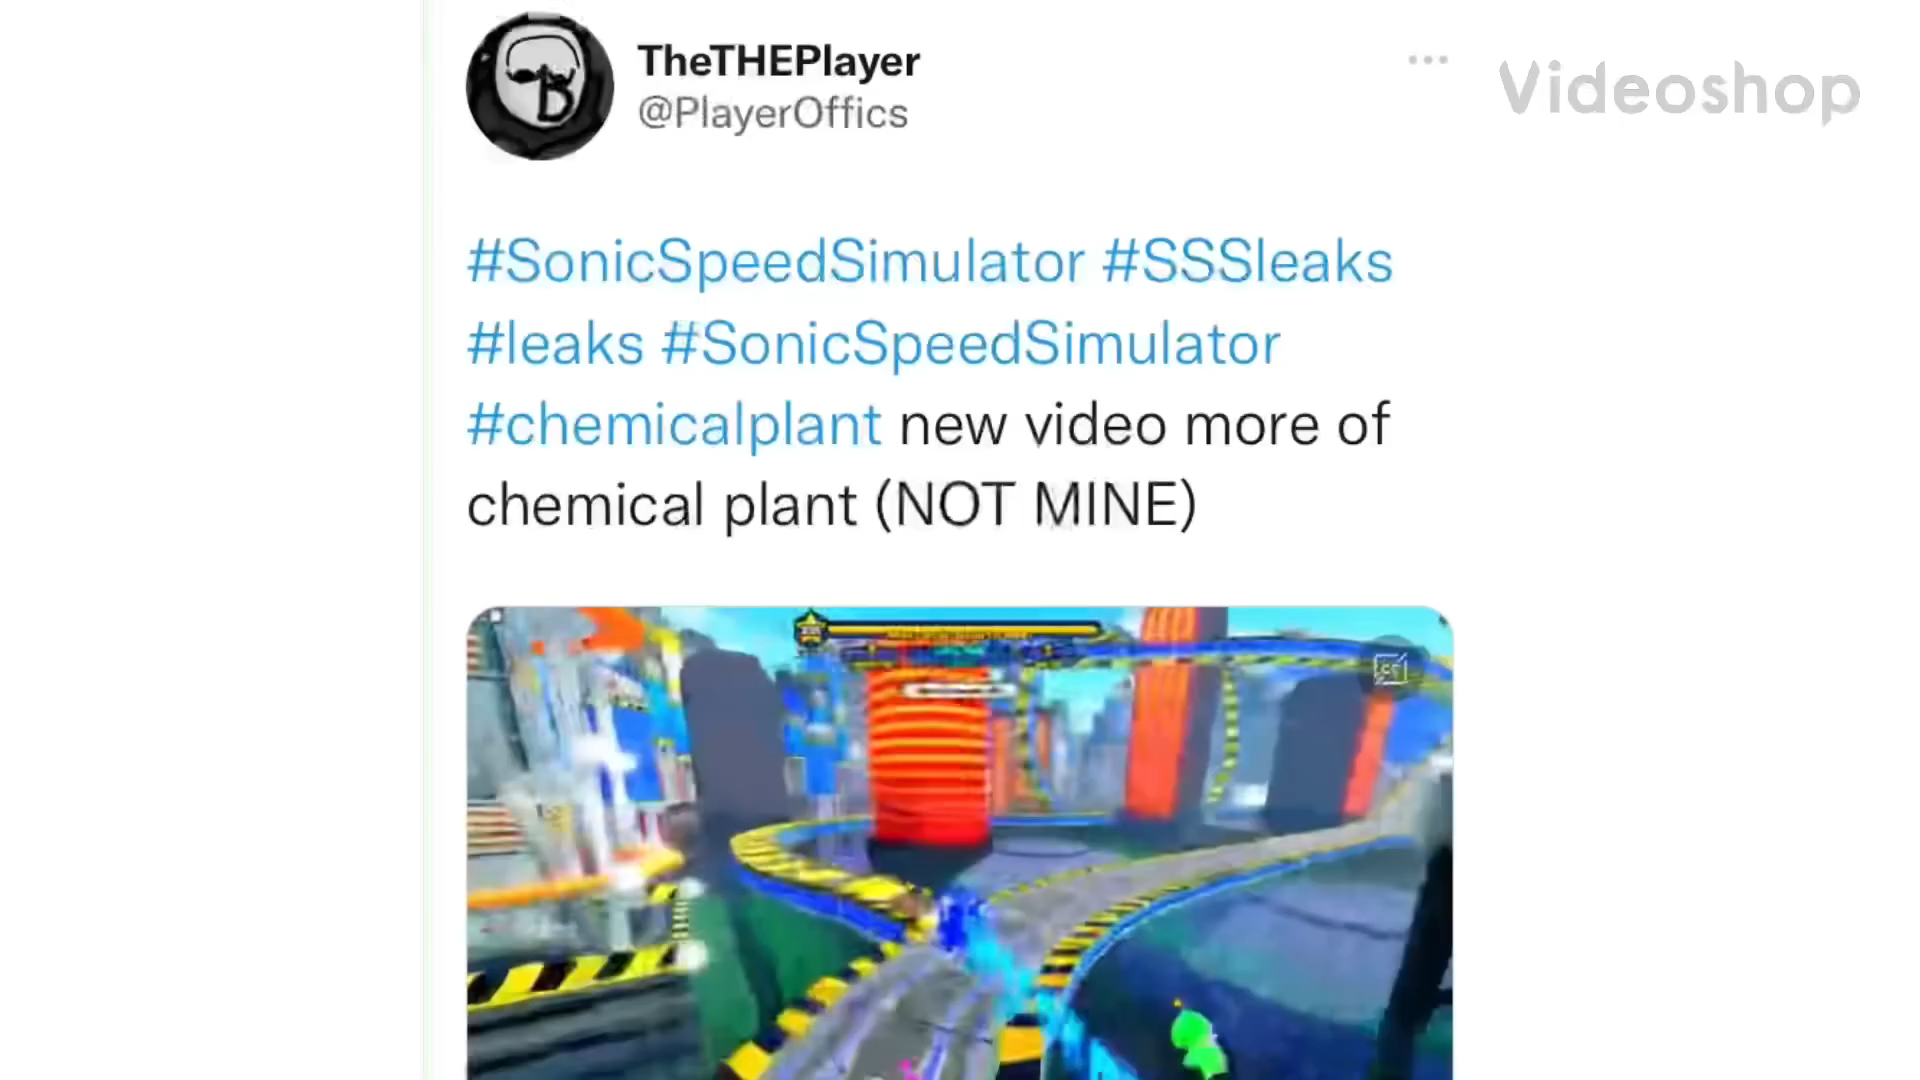 TheTHEPlayer
@PlayerOffics
Videoshop
#SonicSpeedSimulator #SSSleaks
#leaks #SonicSpeedSimulator
#chemicalplant new video more of
chemical plant (NOT MINE)